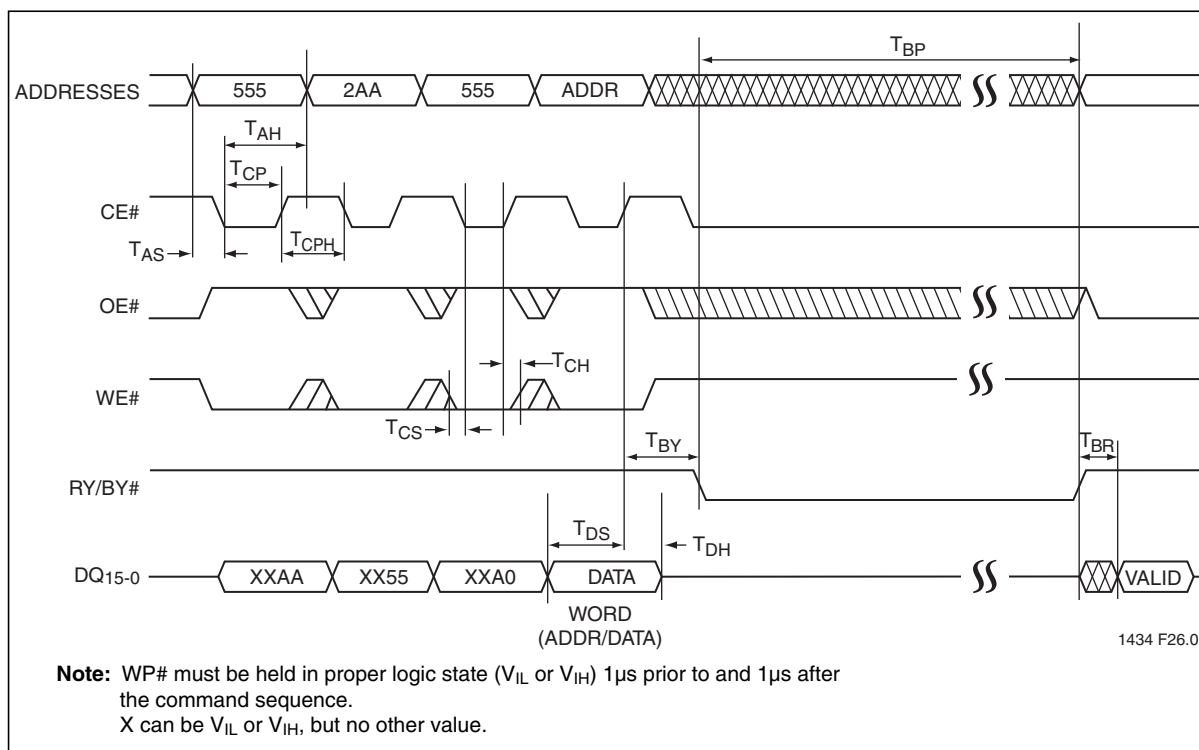 T_BP
ADDRESSES 555 2AA 555 ADDR
T_AH
T_CP
CE#
T_AS T_CPH
OE#
T_CH
WE#
T_CS
T_BY T_BR
RY/BY#
T_DS T_DH
DQ15-0 XXAA XX55 XXA0 DATA VALID
WORD
(ADDR/DATA)
1434 F26.0
Note: WP# must be held in proper logic state (V_IL or V_IH) 1µs prior to and 1µs after
the command sequence.
X can be V_IL or V_IH, but no other value.